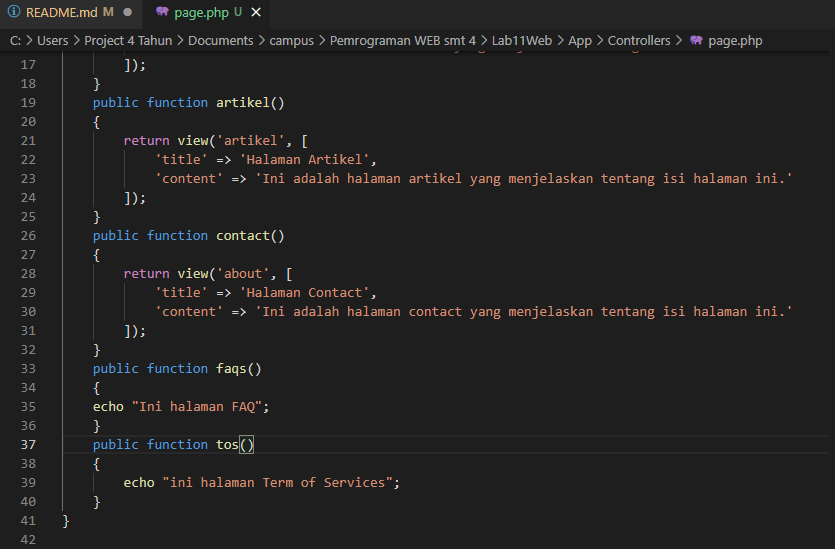 README.md M ● page.php U ×
C: > Users > Project 4 Tahun > Documents > campus > Pemrograman WEB smt 4 > Lab11Web > App > Controllers > page.php
17 ]);
18 }
19 public function artikel()
20 {
21 return view('artikel', [
22 'title' => 'Halaman Artikel',
23 'content' => 'Ini adalah halaman artikel yang menjelaskan tentang isi halaman ini.'
24 ]);
25 }
26 public function contact()
27 {
28 return view('about', [
29 'title' => 'Halaman Contact',
30 'content' => 'Ini adalah halaman contact yang menjelaskan tentang isi halaman ini.'
31 ]);
32 }
33 public function faqs()
34 {
35 echo "Ini halaman FAQ";
36 }
37 public function tos()
38 {
39 echo "ini halaman Term of Services";
40 }
41 }
42